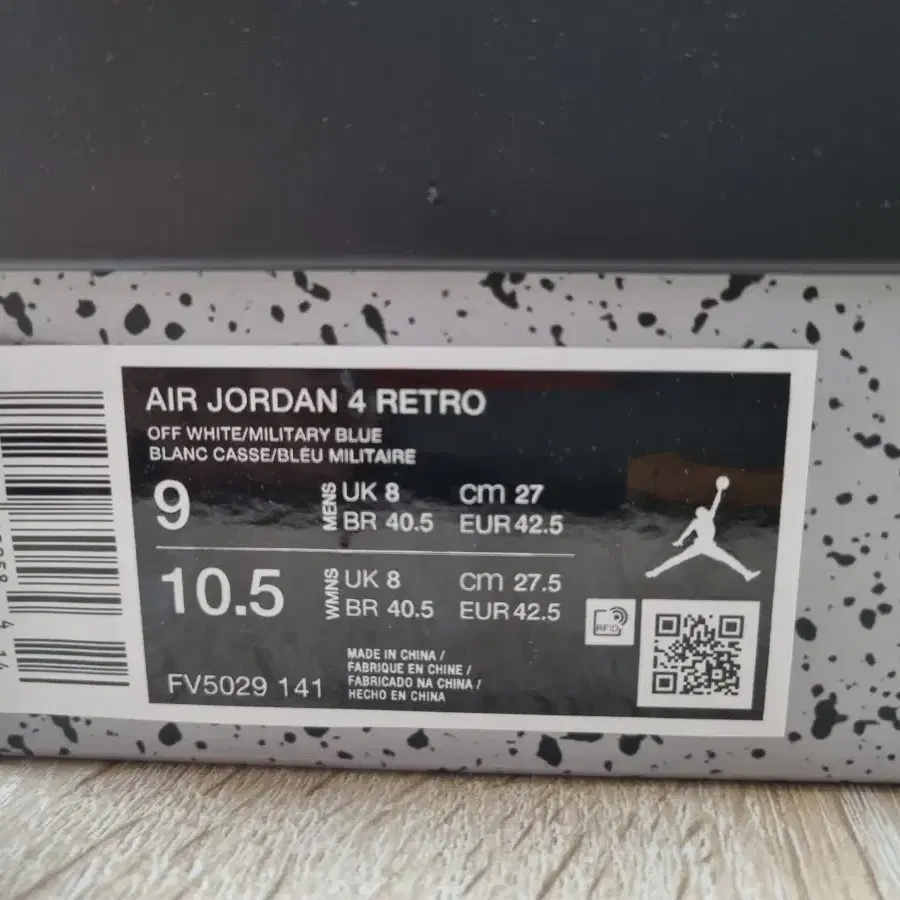 AIR JORDAN 4 RETRO
OFF WHITE/MILITARY BLUE
BLANC CASSE/BLEU MILITAIRE
9 MENS UK 8 cm 27
BR 40.5 EUR 42.5
10.5 WMNS UK 8 cm 27.5
BR 40.5 EUR 42.5
RFID
MADE IN CHINA /
FABRIQUE EN CHINE /
FABRICADO NA CHINA /
HECHO EN CHINA
FV5029 141